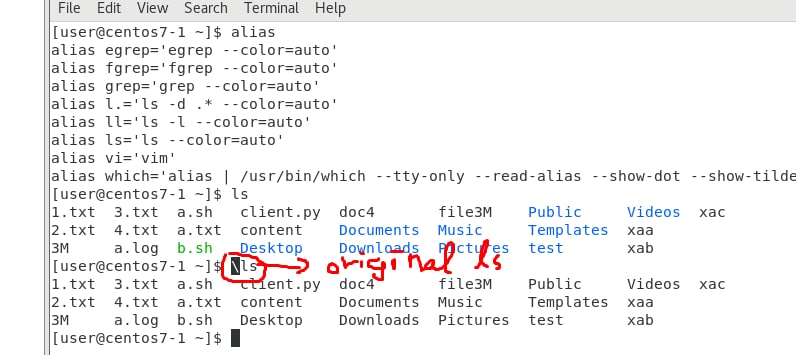 File Edit View Search Terminal Help
[user@centos7-1 ~]$ alias
alias egrep='egrep --color=auto'
alias fgrep='fgrep --color=auto'
alias grep='grep --color=auto'
alias l.='ls -d .* --color=auto'
alias ll='ls -l --color=auto'
alias ls='ls --color=auto'
alias vi='vim'
alias which='alias | /usr/bin/which --tty-only --read-alias --show-dot --show-tilde
[user@centos7-1 ~]$ ls
1.txt 3.txt a.sh client.py doc4 file3M Public Videos xac
2.txt 4.txt a.txt content Documents Music Templates xaa
3M a.log b.sh Desktop Downloads Pictures test xab
[user@centos7-1 ~]$ \ls original ls
1.txt 3.txt a.sh client.py doc4 file3M Public Videos xac
2.txt 4.txt a.txt content Documents Music Templates xaa
3M a.log b.sh Desktop Downloads Pictures test xab
[user@centos7-1 ~]$